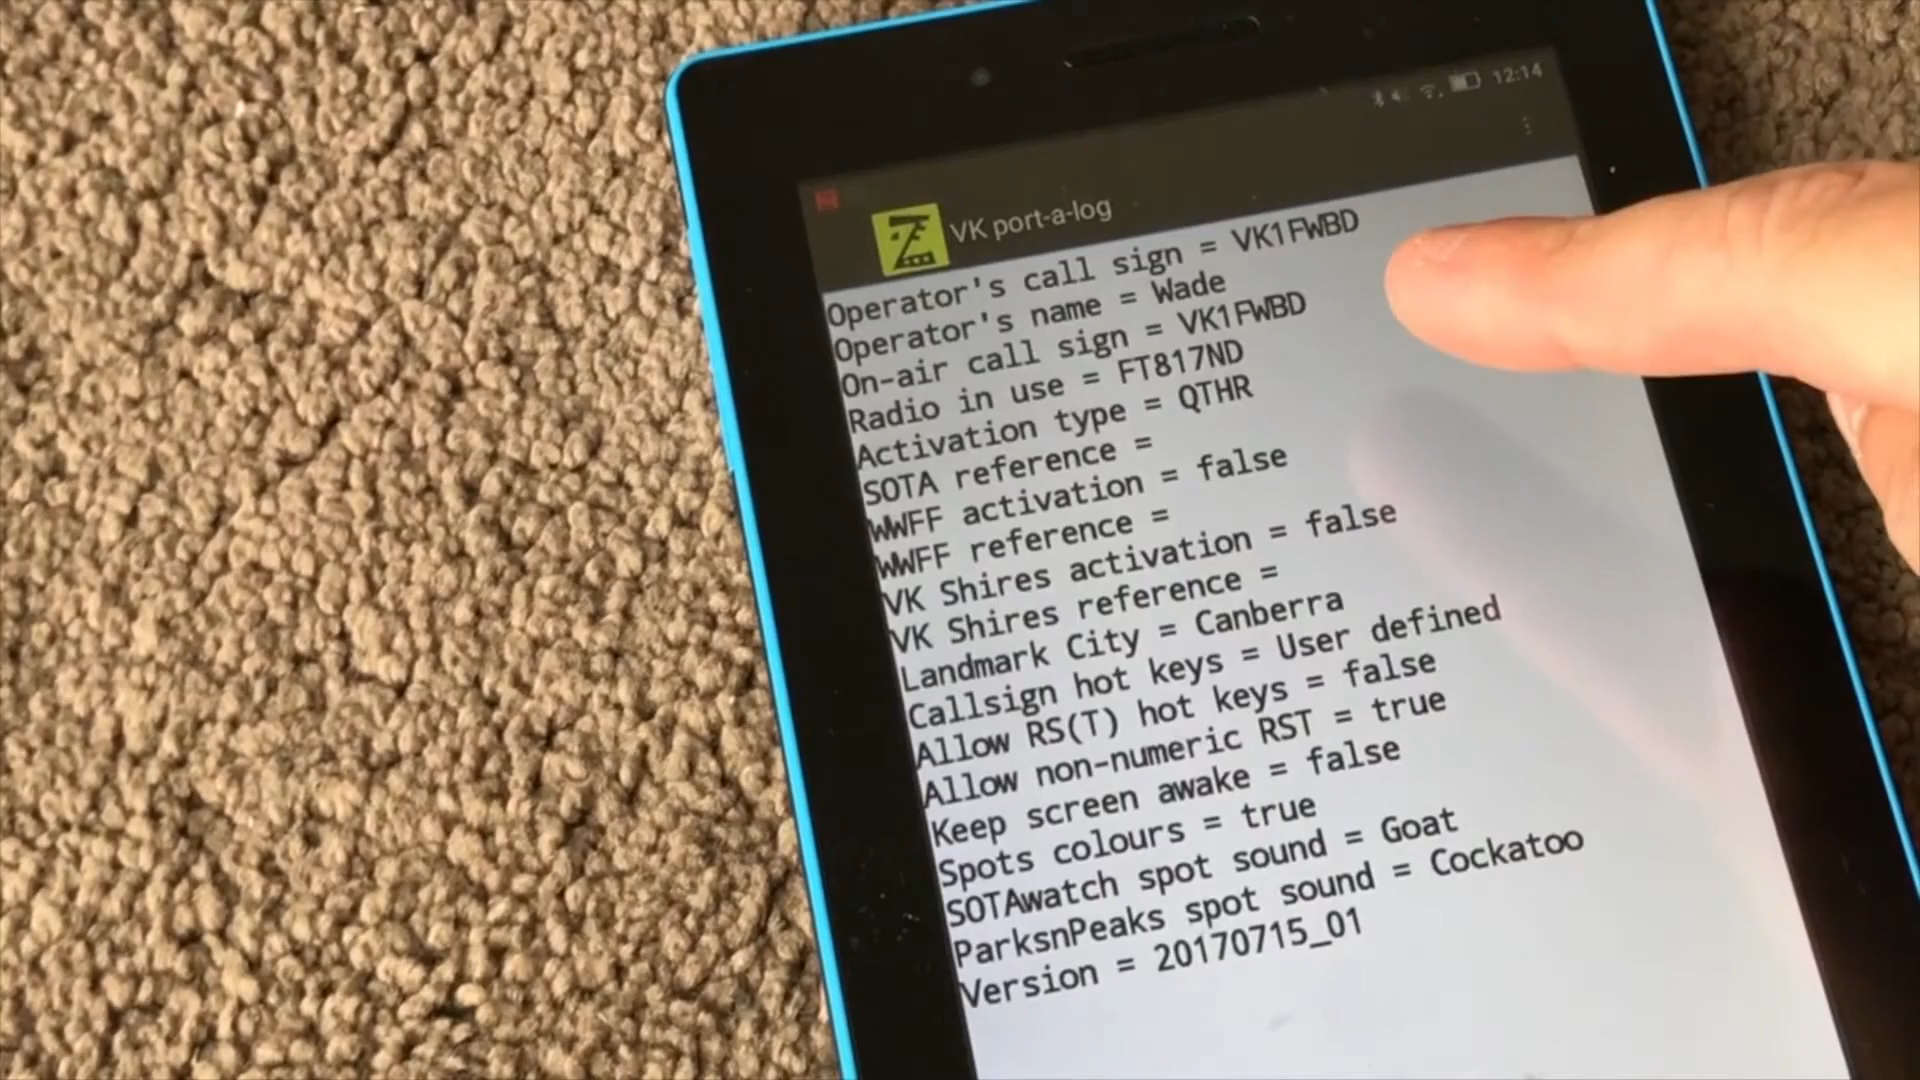 12:14
VK port-a-log
Operator's call sign = VK1FWBD
Operator's name = Wade
On-air call sign = VK1FWBD
Radio in use = FT817ND
Activation type = QTHR
SOTA reference =
WWFF activation = false
WWFF reference =
VK Shires activation = false
VK Shires reference =
Landmark City = Canberra
Callsign hot keys = User defined
Allow RS(T) hot keys = false
Allow non-numeric RST = true
Keep screen awake = false
Spots colours = true
SOTAwatch spot sound = Goat
ParksnPeaks spot sound = Cockatoo
Version = 20170715_01